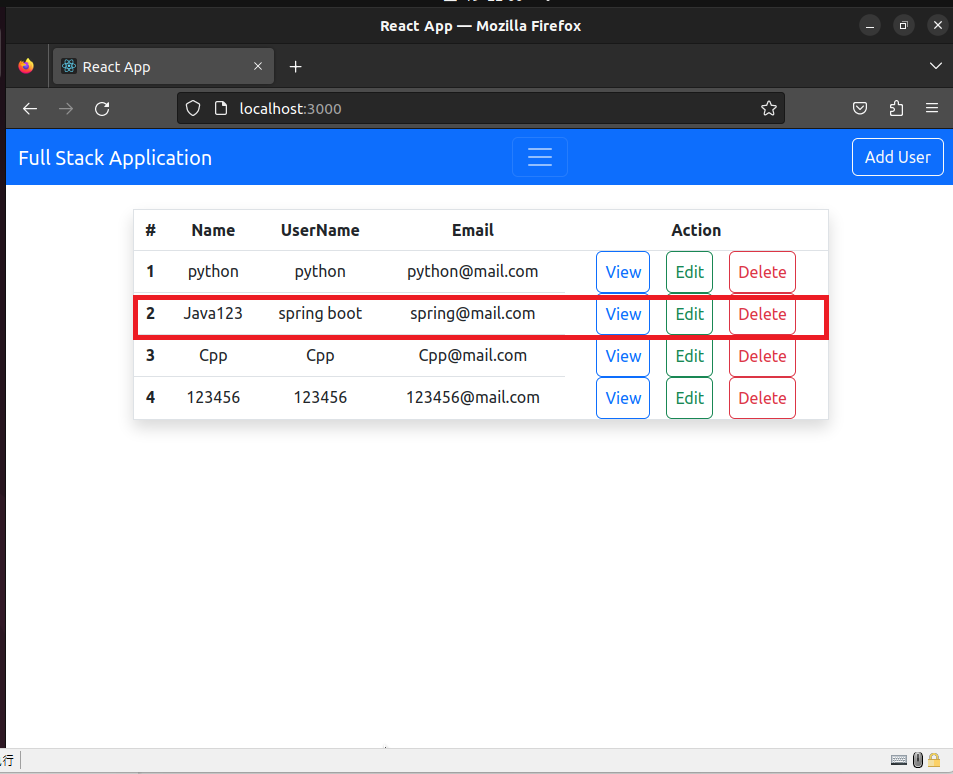 React App — Mozilla Firefox
React App
localhost:3000
Full Stack Application
Add User
# Name UserName Email Action
1 python python python@mail.com View Edit Delete
2 Java123 spring boot spring@mail.com View Edit Delete
3 Cpp Cpp Cpp@mail.com View Edit Delete
4 123456 123456 123456@mail.com View Edit Delete
行